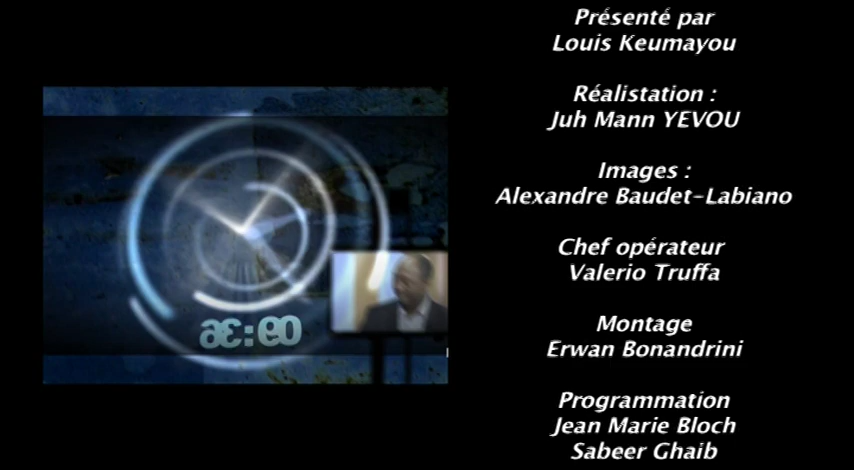 Présenté par
Louis Keumayou
Réalistation :
Juh Mann YEVOU
Images :
Alexandre Baudet-Labiano
Chef opérateur
Valerio Truffa
Montage
Erwan Bonandrini
Programmation
Jean Marie Bloch
Sabeer Ghaib